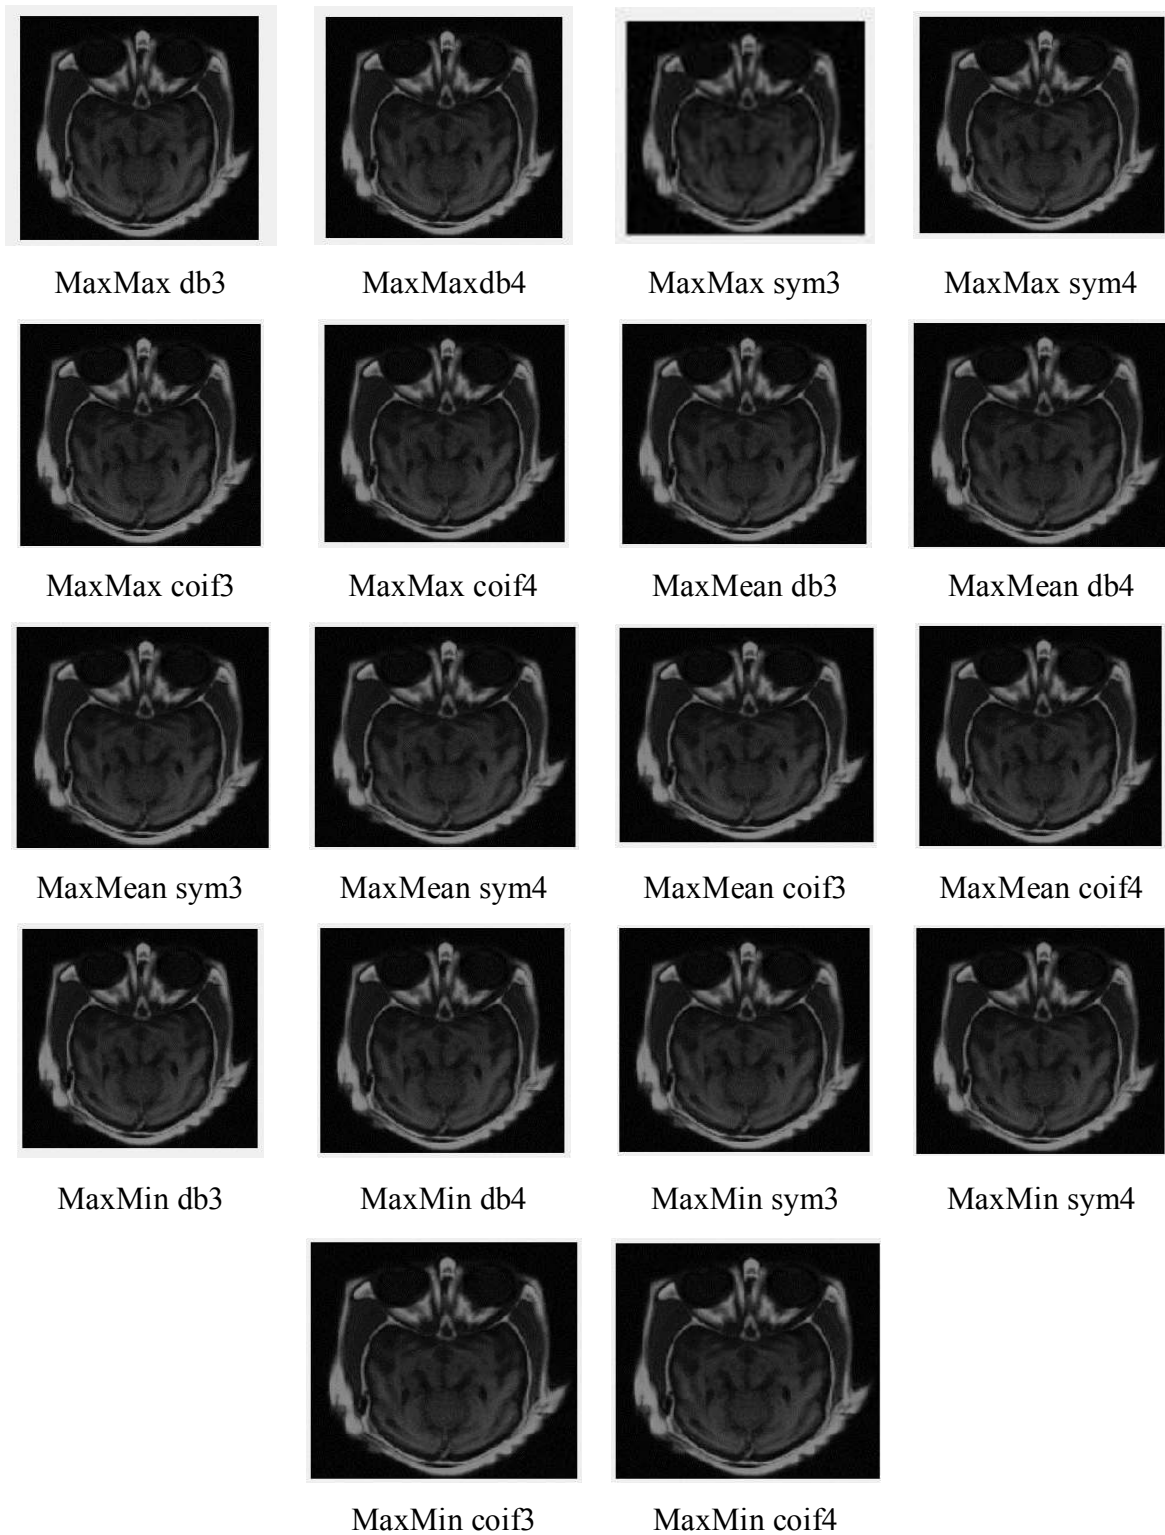 MaxMax db3 MaxMaxdb4 MaxMax sym3 MaxMax sym4
MaxMax coif3 MaxMax coif4 MaxMean db3 MaxMean db4
MaxMean sym3 MaxMean sym4 MaxMean coif3 MaxMean coif4
MaxMin db3 MaxMin db4 MaxMin sym3 MaxMin sym4
MaxMin coif3 MaxMin coif4